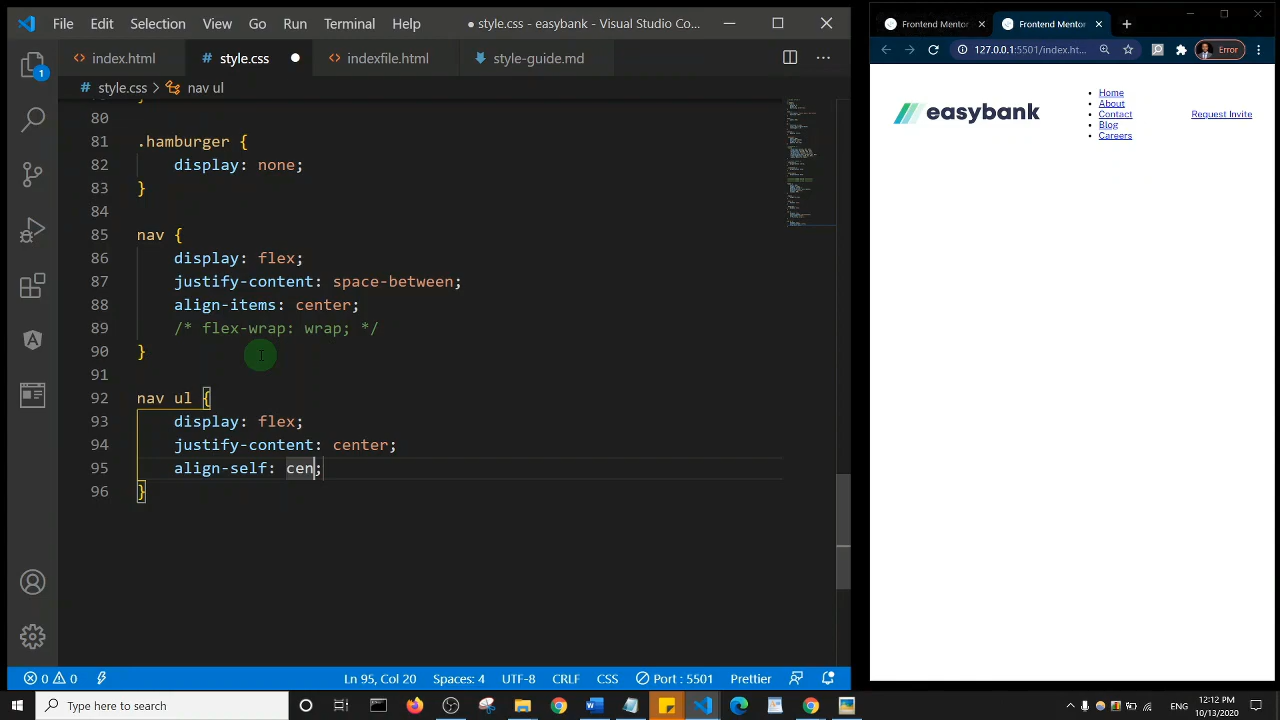 File Edit Selection View Go Run Terminal Help
● style.css - easybank - Visual Studio Co...
index.html
style.css
indexfile.html
style-guide.md
style.css > nav ul
80
81 .hamburger {
82 display: none;
83 }
84
85 nav {
86 display: flex;
87 justify-content: space-between;
88 align-items: center;
89 /* flex-wrap: wrap; */
90 }
91
92 nav ul {
93 display: flex;
94 justify-content: center;
95 align-self: cen;
96 }
1
0 0 Ln 95, Col 20 Spaces: 4 UTF-8 CRLF CSS Port : 5501 Prettier
Frontend Mentor
Frontend Mentor
127.0.0.1:5501/index.ht...
Error
easybank
Home
About
Contact
Blog
Careers
Request Invite
Type here to search
ENG
12:12 PM
10/13/2020